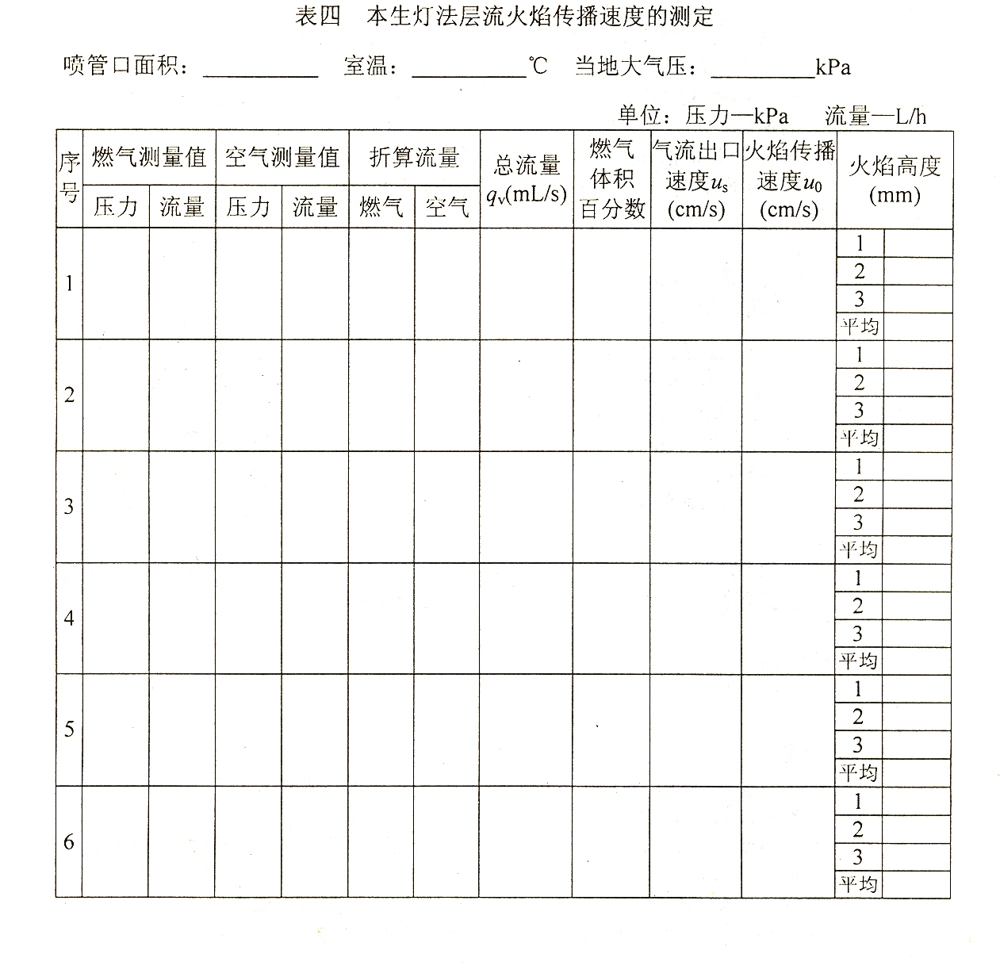 表四 本生灯法层流火焰传播速度的测定
喷管口面积: 室温: ℃ 当地大气压: kPa
单位: 压力—kPa 流量—L/h
序号 燃气测量值 空气测量值 折算流量 总流量 qv(mL/s) 燃气体积百分数 气流出口速度us (cm/s) 火焰传播速度u0 (cm/s) 火焰高度 (mm)
压力 流量 压力 流量 燃气 空气
1
1
2
3
平均
2
1
2
3
平均
3
1
2
3
平均
4
1
2
3
平均
5
1
2
3
平均
6
1
2
3
平均